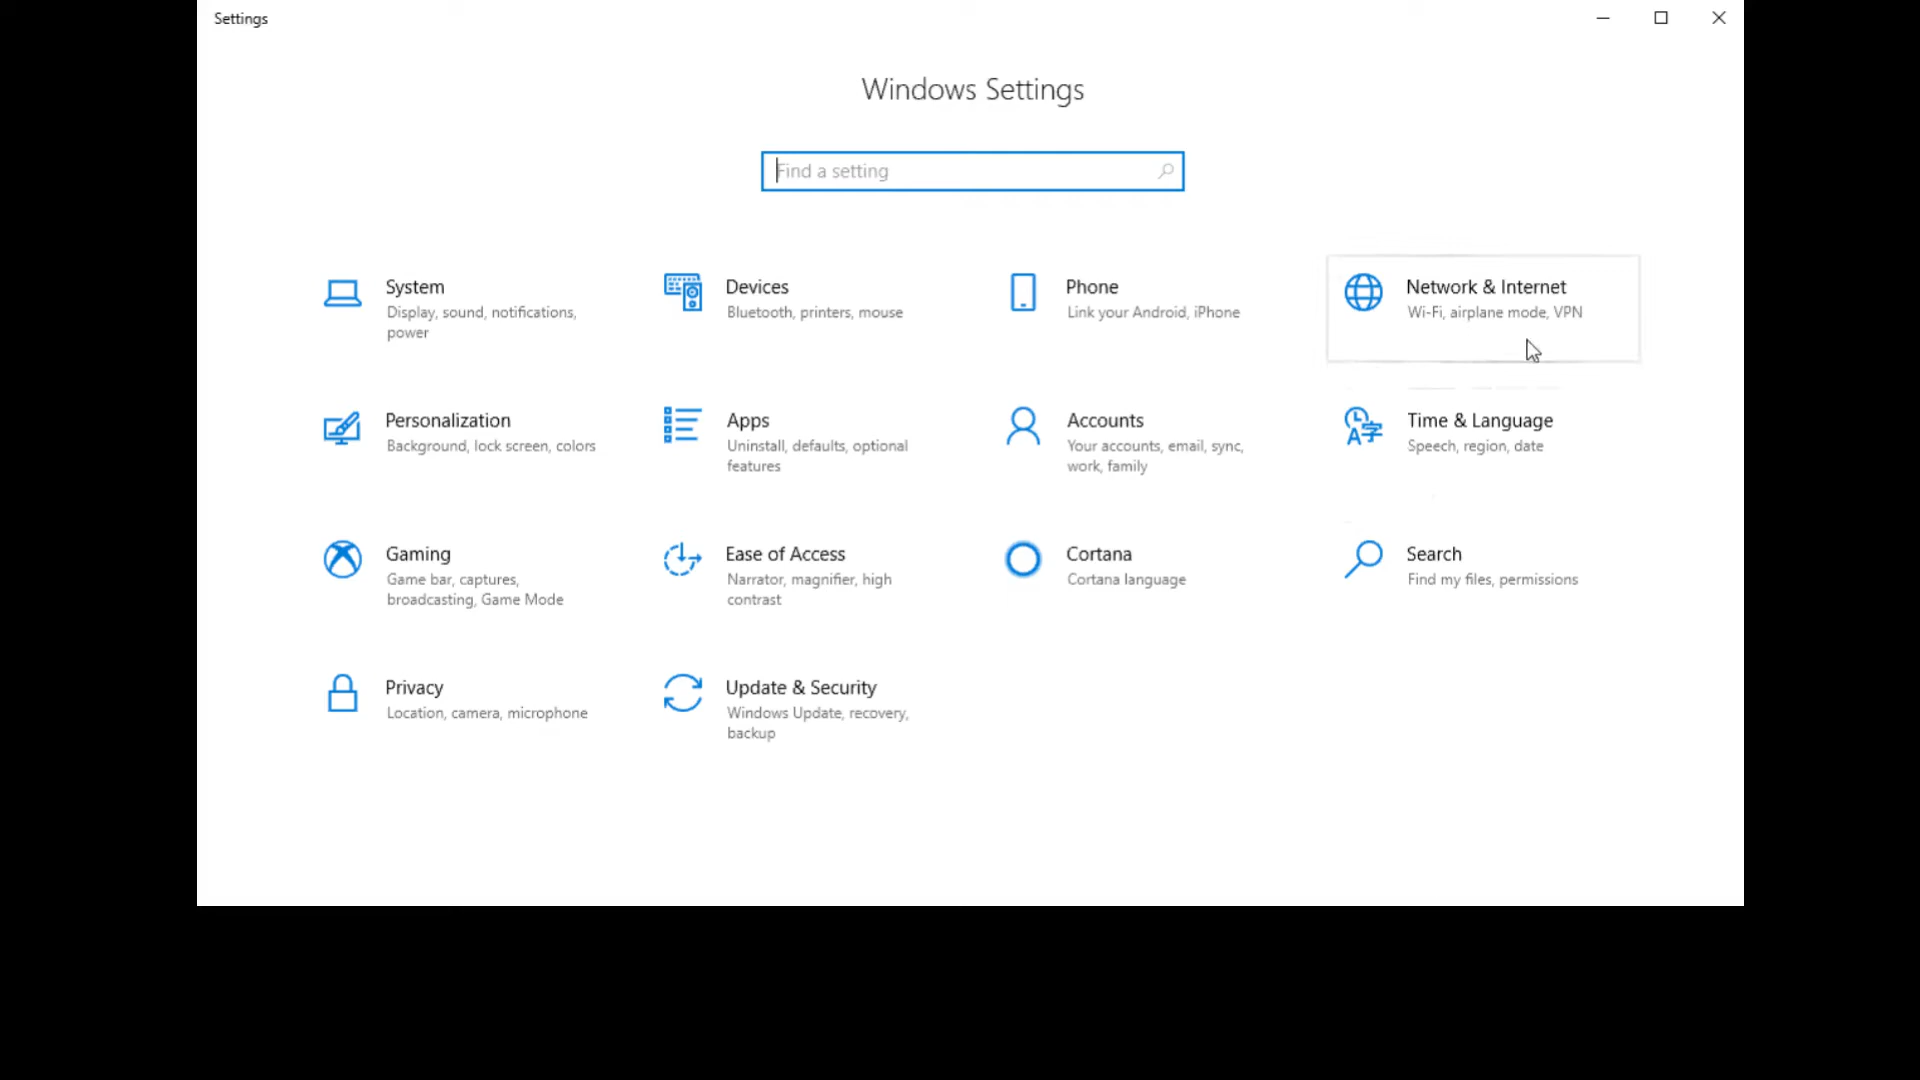 Settings
Windows Settings
Find a setting
System
Display, sound, notifications,
power
Devices
Bluetooth, printers, mouse
Phone
Link your Android, iPhone
Network & Internet
Wi-Fi, airplane mode, VPN
Personalization
Background, lock screen, colors
Apps
Uninstall, defaults, optional
features
Accounts
Your accounts, email, sync,
work, family
Time & Language
Speech, region, date
Gaming
Game bar, captures,
broadcasting, Game Mode
Ease of Access
Narrator, magnifier, high
contrast
Cortana
Cortana language
Search
Find my files, permissions
Privacy
Location, camera, microphone
Update & Security
Windows Update, recovery,
backup